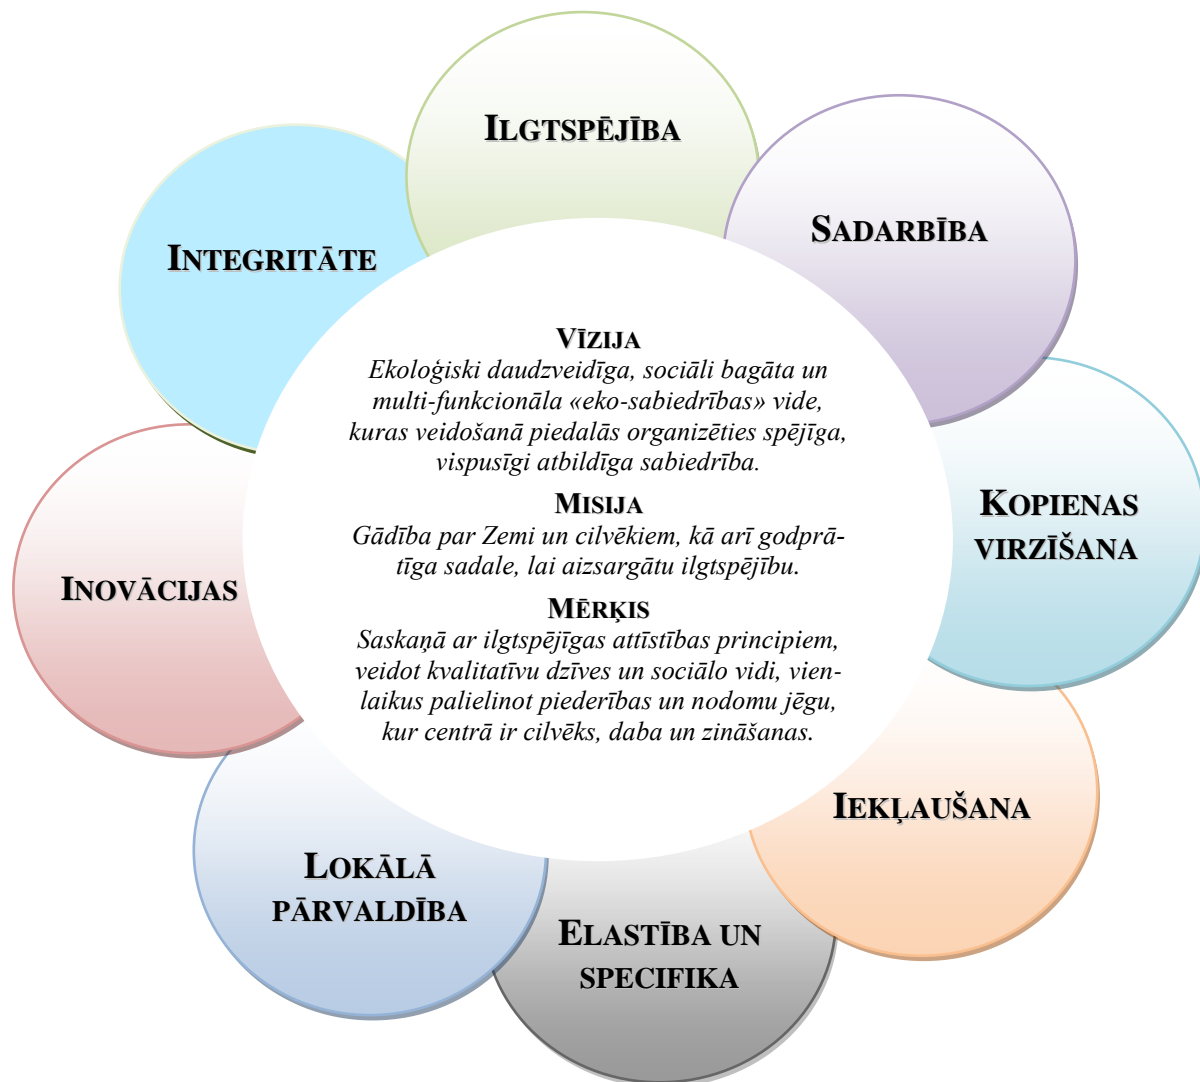 ILGTSPĒJĪBA
SADARBĪBA
INTEGRITĀTE
VĪZIJA
Ekoloģiski daudzveidīga, sociāli bagāta un
multi-funkcionāla «eko-sabiedrības» vide,
kuras veidošanā piedalās organizēties spējīga,
vispusīgi atbildīga sabiedrība.
MISIJA
Gādība par Zemi un cilvēkiem, kā arī godprā-
tīga sadale, lai aizsargātu ilgtspējību.
MĒRĶIS
Saskaņā ar ilgtspējīgas attīstības principiem,
veidot kvalitatīvu dzīves un sociālo vidi, vien-
laikus palielinot piederības un nodomu jēgu,
kur centrā ir cilvēks, daba un zināšanas.
KOPIENAS
VIRZĪŠANA
INOVĀCIJAS
IEKĻAUŠANA
LOKĀLĀ
PĀRVALDĪBA
ELASTĪBA UN
SPECIFIKA